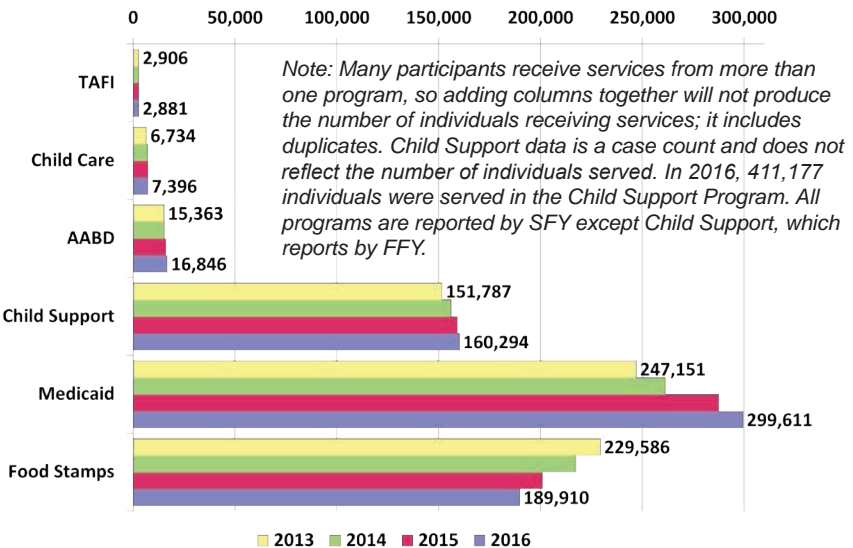 0 50,000 100,000 150,000 200,000 250,000 300,000
TAFI
2,906
2,881
Note: Many participants receive services from more than
one program, so adding columns together will not produce
the number of individuals receiving services; it includes
duplicates. Child Support data is a case count and does not
reflect the number of individuals served. In 2016, 411,177
individuals were served in the Child Support Program. All
programs are reported by SFY except Child Support, which
reports by FFY.
Child Care
6,734
7,396
AABD
15,363
16,846
Child Support
151,787
160,294
Medicaid
247,151
299,611
Food Stamps
229,586
189,910
2013 2014 2015 2016